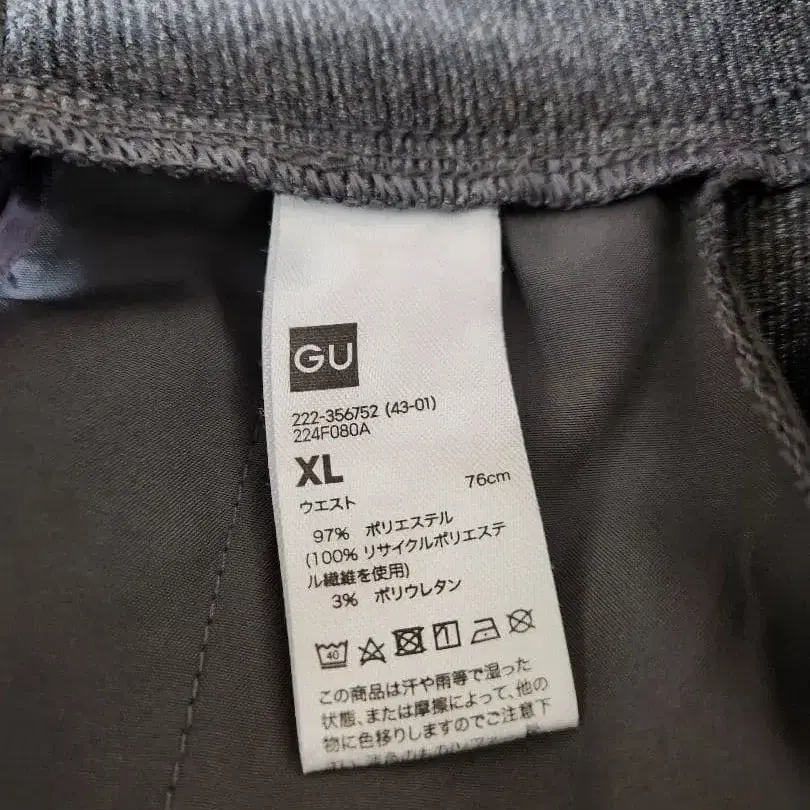 GU
222-356752 (43-01)
224F080A
XL
ウエスト 76cm
97% ポリエステル
(100% リサイクルポリエステ
ル繊維を使用)
3% ポリウレタン
40
この商品は汗や雨等で湿った
状態、または摩擦によって、他の
物に色移りしますのでご注意下